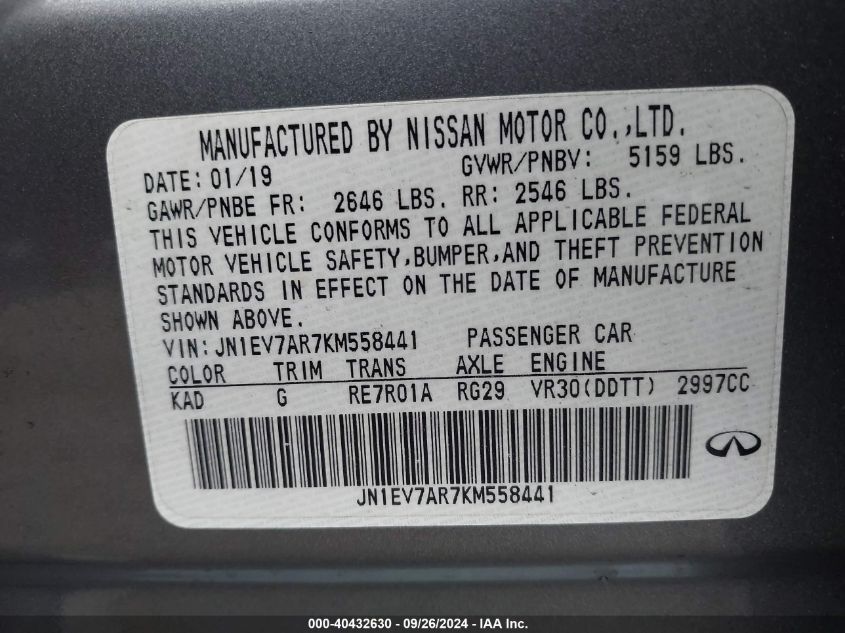 MANUFACTURED BY NISSAN MOTOR CO.,LTD.
DATE: 01/19 GVWR/PNBV: 5159 LBS.
GAWR/PNBE FR: 2646 LBS. RR: 2546 LBS.
THIS VEHICLE CONFORMS TO ALL APPLICABLE FEDERAL
MOTOR VEHICLE SAFETY,BUMPER,AND THEFT PREVENTION
STANDARDS IN EFFECT ON THE DATE OF MANUFACTURE
SHOWN ABOVE.
VIN:JN1EV7AR7KM558441 PASSENGER CAR
COLOR TRIM TRANS AXLE ENGINE
KAD G RE7R01A RG29 VR30(DDTT) 2997CC
JN1EV7AR7KM558441
000-40432630 - 09/26/2024 - IAA Inc.